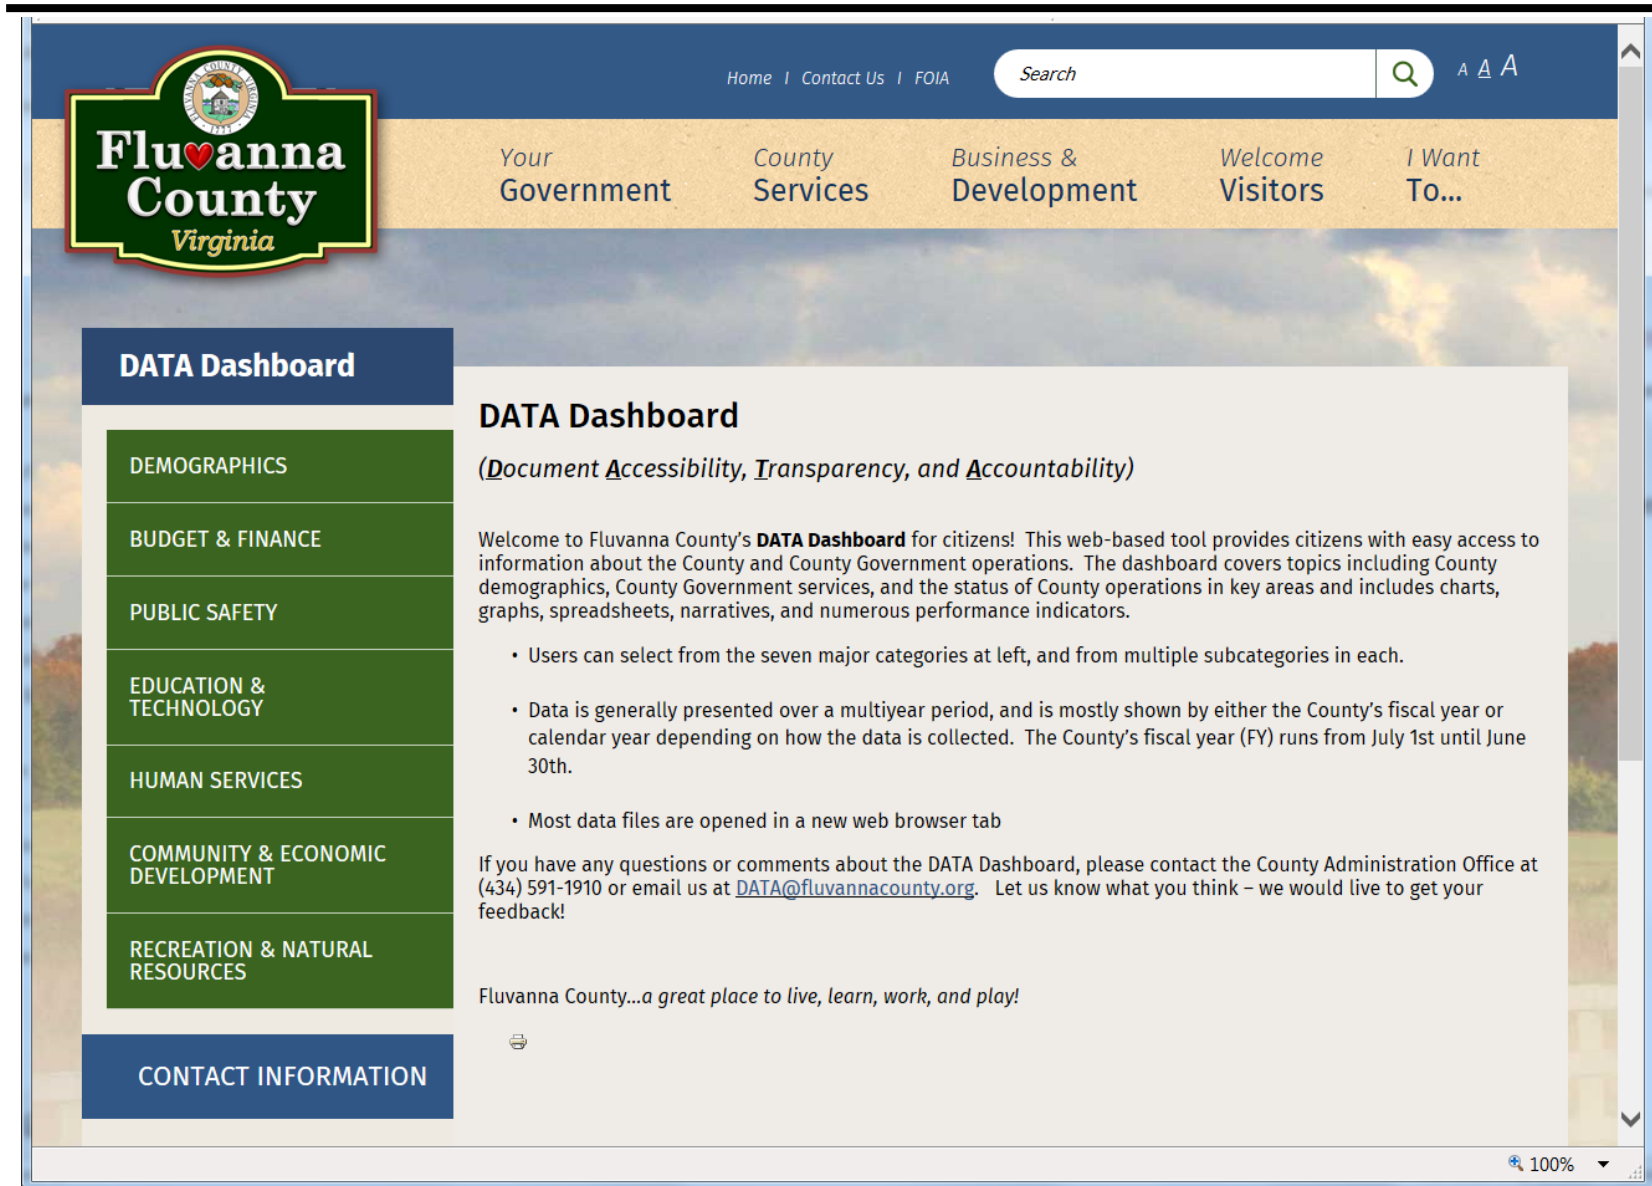 Home | Contact Us | FOIA
Search
A A A
Fluvanna
County
Virginia
Your
Government
County
Services
Business &
Development
Welcome
Visitors
I Want
To...
DATA Dashboard
DEMOGRAPHICS
BUDGET & FINANCE
PUBLIC SAFETY
EDUCATION &
TECHNOLOGY
HUMAN SERVICES
COMMUNITY & ECONOMIC
DEVELOPMENT
RECREATION & NATURAL
RESOURCES
CONTACT INFORMATION
DATA Dashboard
(Document Accessibility, Transparency, and Accountability)
Welcome to Fluvanna County's DATA Dashboard for citizens! This web-based tool provides citizens with easy access to
information about the County and County Government operations. The dashboard covers topics including County
demographics, County Government services, and the status of County operations in key areas and includes charts,
graphs, spreadsheets, narratives, and numerous performance indicators.
• Users can select from the seven major categories at left, and from multiple subcategories in each.
• Data is generally presented over a multiyear period, and is mostly shown by either the County's fiscal year or
calendar year depending on how the data is collected. The County's fiscal year (FY) runs from July 1st until June
30th.
• Most data files are opened in a new web browser tab
If you have any questions or comments about the DATA Dashboard, please contact the County Administration Office at
(434) 591-1910 or email us at DATA@fluvannacounty.org. Let us know what you think – we would live to get your
feedback!
Fluvanna County...a great place to live, learn, work, and play!
100%